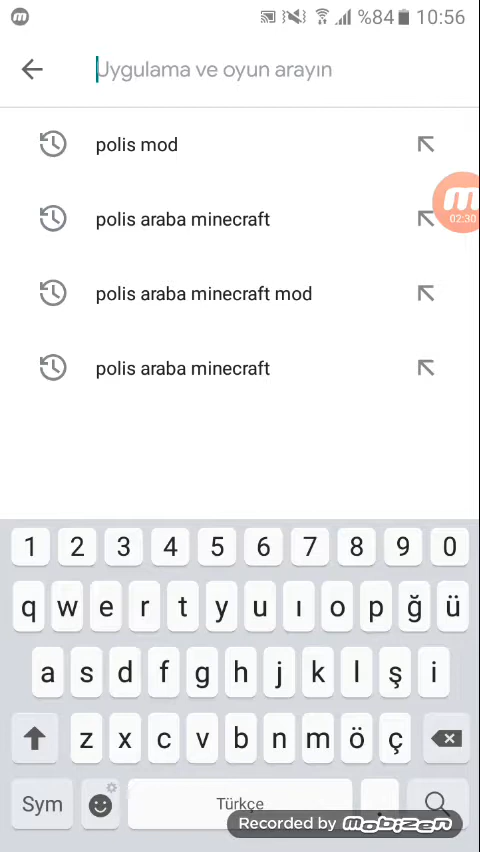 %84 10:56
Uygulama ve oyun arayın
polis mod
polis araba minecraft
02:30
polis araba minecraft mod
polis araba minecraft
1 2 3 4 5 6 7 8 9 0
q w e r t y u ı o p ğ ü
a s d f g h j k l ş i
z x c v b n m ö ç
Sym Türkçe .
Recorded by mobizen